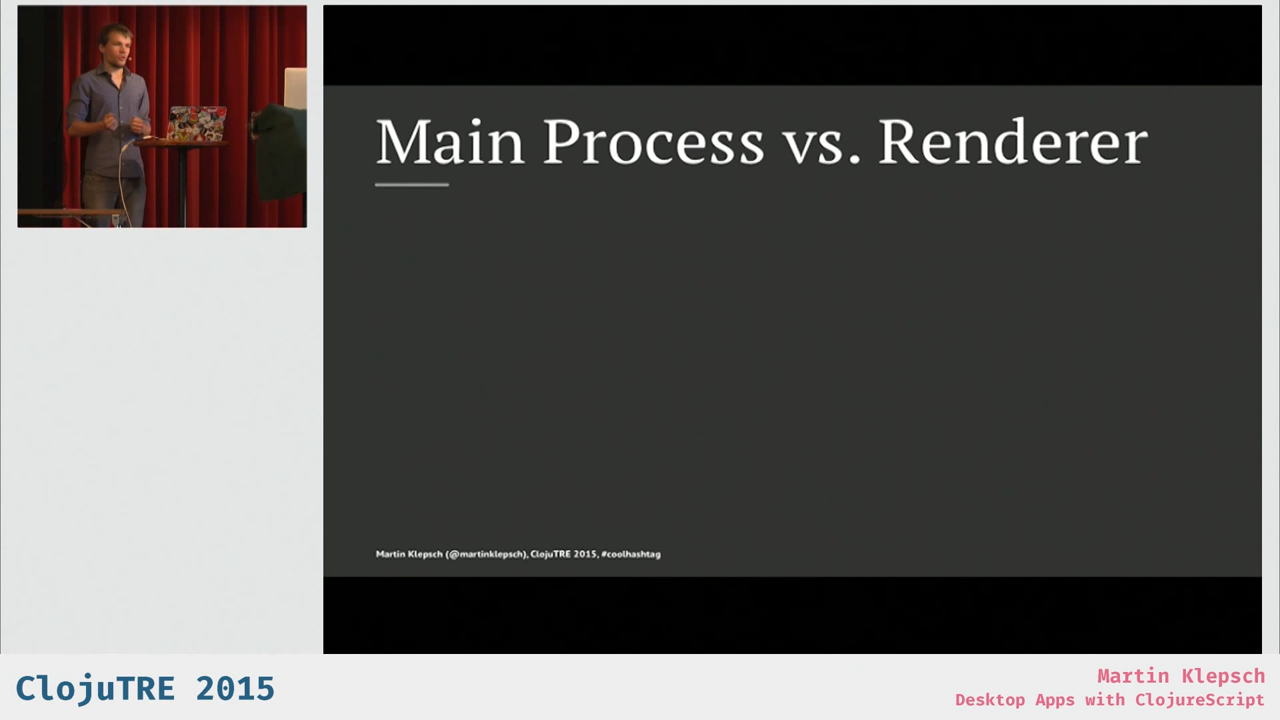 Main Process vs. Renderer
Martin Klepsch (@martinklepsch), ClojuTRE 2015, #coolhashtag
ClojuTRE 2015
Martin Klepsch
Desktop Apps with ClojureScript